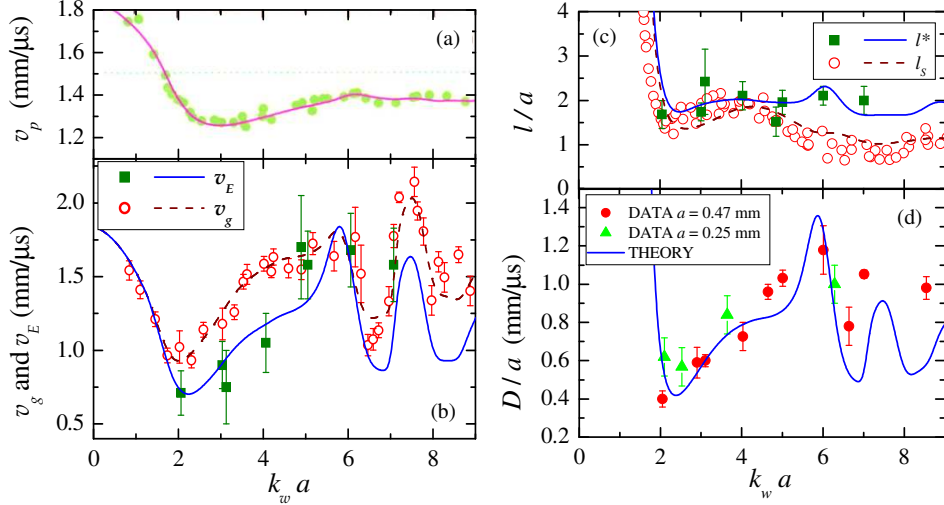 1.8
1.6
1.4
1.2
v_p (mm/μs)
(a)
v_E
v_g
2.0
1.5
1.0
0.5
v_g and v_E (mm/μs)
(b)
0 2 4 6 8
k_w a
4
3
2
1
0
l/a
(c)
l*
l_S
1.4
1.2
1.0
0.8
0.6
0.4
0.2
D/a (mm/μs)
(d)
DATA a = 0.47 mm
DATA a = 0.25 mm
THEORY
0 2 4 6 8
k_w a